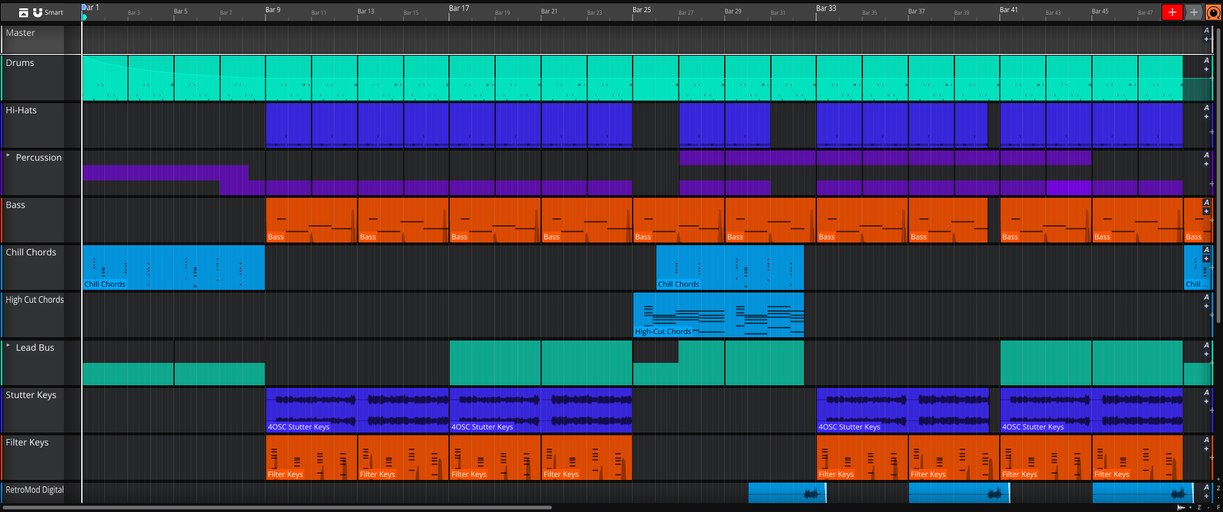 Smart
Bar 1
Bar 3
Bar 5
Bar 7
Bar 9
Bar 11
Bar 13
Bar 15
Bar 17
Bar 19
Bar 21
Bar 23
Bar 25
Bar 27
Bar 29
Bar 31
Bar 33
Bar 35
Bar 37
Bar 39
Bar 41
Bar 43
Bar 45
Bar 47
Master
A
Drums
A
Hi-Hats
A
Percussion
A
Bass
Bass
Bass
Bass
Bass
Bass
Bass
Bass
Bass
Bass
Bass
Bass
A
Chill Chords
Chill Chords
Chill Chords
Chill ...
A
High Cut Chords
High-Cut Chords
A
Lead Bus
A
Stutter Keys
4OSC Stutter Keys
4OSC Stutter Keys
4OSC Stutter Keys
4OSC Stutter Keys
A
Filter Keys
Filter Keys
Filter Keys
Filter Keys
Filter Keys
Filter Keys
Filter Keys
Filter Keys
Filter Keys
A
RetroMod Digital
A
Z
F
Z